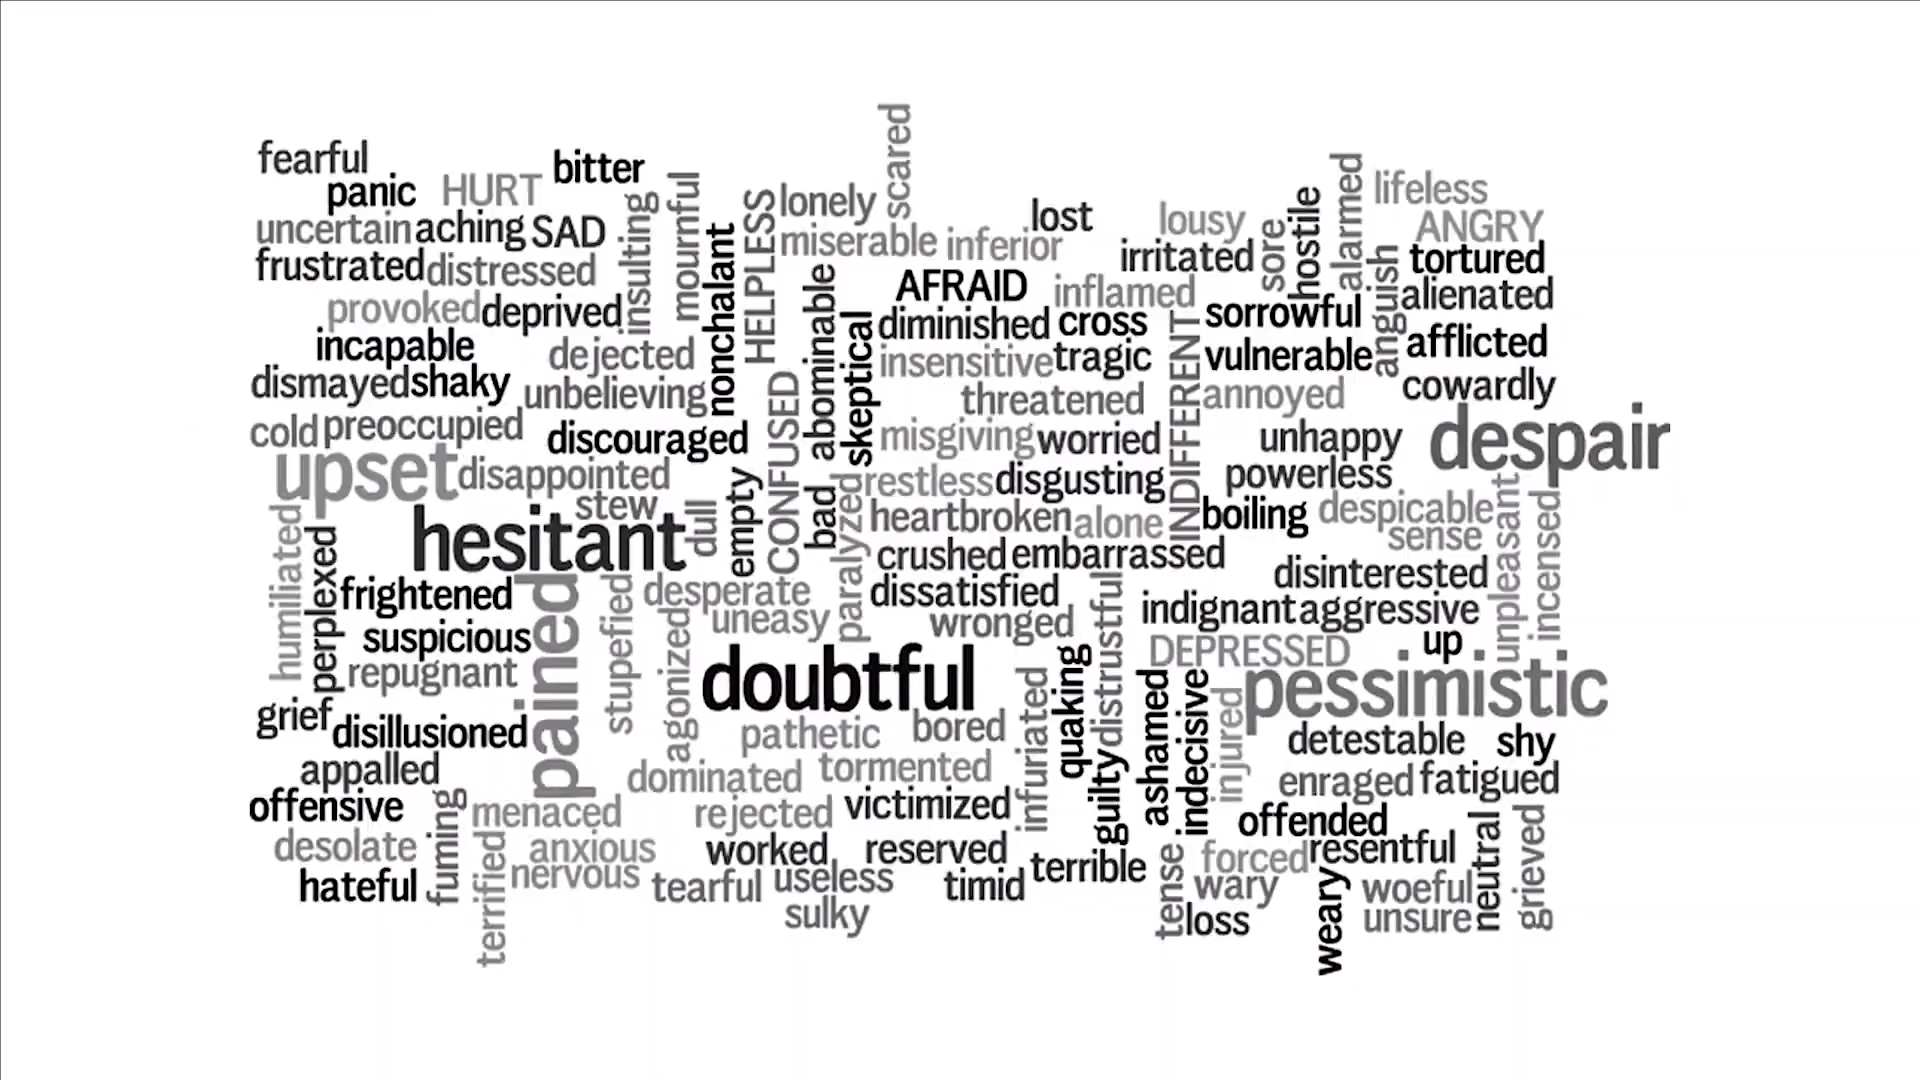 scared
fearful
bitter
panic
HURT
mournful
insulting
HELPLESS
lonely
lost
lousy
sore
hostile
alarmed
lifeless
uncertain
aching
SAD
nonchalant
miserable
inferior
irritated
anguish
ANGRY
frustrated
distressed
tortured
abominable
AFRAID
inflamed
alienated
provoked
deprived
skeptical
diminished
cross
INDIFFERENT
sorrowful
incapable
dejected
insensitive
tragic
vulnerable
afflicted
dismayed
shaky
unbelieving
CONFUSED
threatened
annoyed
cowardly
cold
preoccupied
discouraged
misgiving
worried
unhappy
despair
upset
disappointed
empty
bad
paralyzed
restless
disgusting
powerless
stew
dull
heartbroken
alone
boiling
despicable
unpleasant
incensed
humiliated
perplexed
hesitant
crushed
embarrassed
sense
frightened
pained
stupefied
desperate
dissatisfied
distrustful
disinterested
agonized
uneasy
wronged
indignant
aggressive
suspicious
DEPRESSED
up
repugnant
doubtful
quaking
infuriated
ashamed
indecisive
injured
pessimistic
grief
disillusioned
pathetic
bored
guilty
detestable
shy
appalled
dominated
tormented
enraged
fatigued
offensive
fuming
menaced
rejected
victimized
offended
neutral
grieved
desolate
terrified
anxious
worked
reserved
terrible
tense
forced
resentful
hateful
nervous
tearful
useless
timid
wary
weary
woeful
sulky
loss
unsure